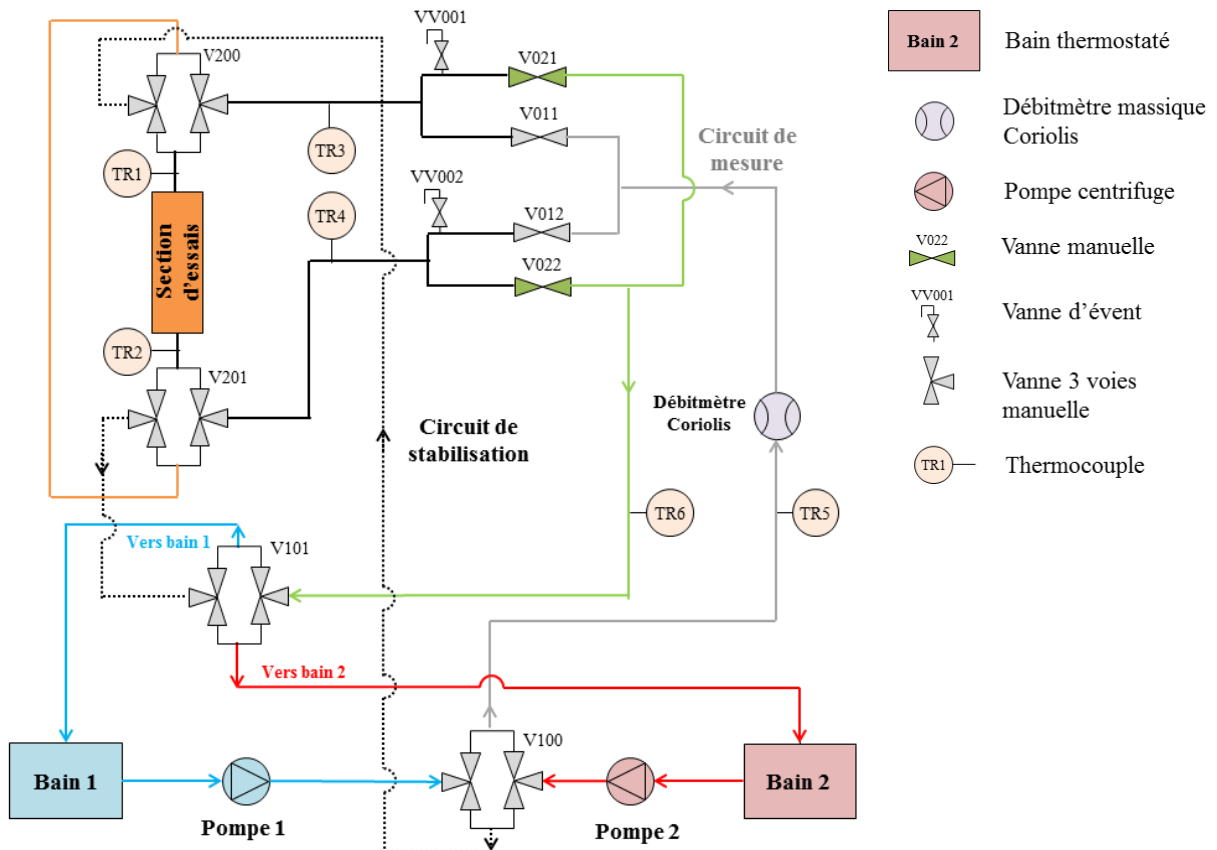 VV001
V200
V021
V011
Circuit de
mesure
TR1
TR3
VV002
TR4
V012
V022
Section
d'essais
TR2
V201
Circuit de
stabilisation
Débitmètre
Coriolis
TR6
TR5
Vers bain 1
V101
Vers bain 2
V100
Bain 1
Pompe 1
Pompe 2
Bain 2
Bain 2
Bain thermostaté
Débitmètre massique
Coriolis
Pompe centrifuge
V022
Vanne manuelle
VV001
Vanne d'évent
Vanne 3 voies
manuelle
TR1
Thermocouple